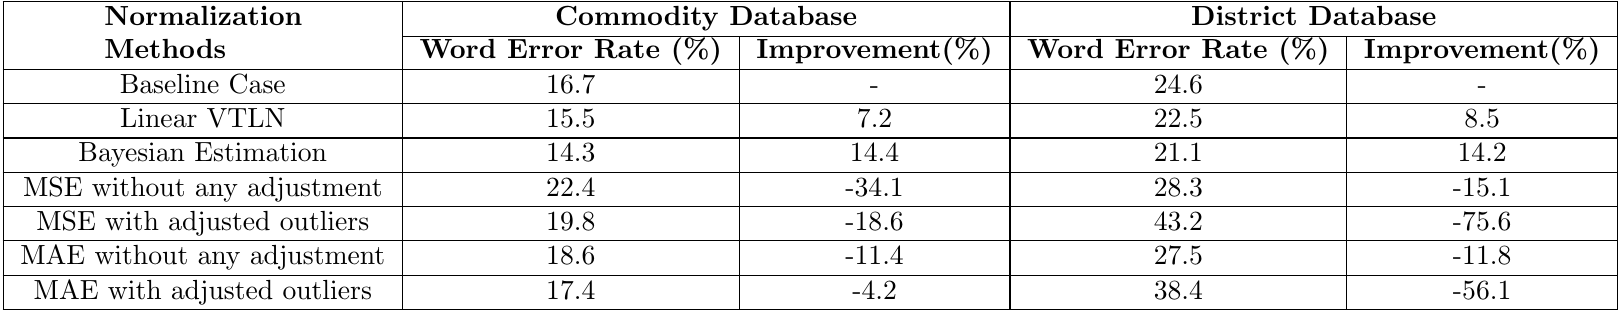 Normalization Methods Commodity Database District Database
Word Error Rate (%) Improvement(%) Word Error Rate (%) Improvement(%)
Baseline Case 16.7 - 24.6 -
Linear VTLN 15.5 7.2 22.5 8.5
Bayesian Estimation 14.3 14.4 21.1 14.2
MSE without any adjustment 22.4 -34.1 28.3 -15.1
MSE with adjusted outliers 19.8 -18.6 43.2 -75.6
MAE without any adjustment 18.6 -11.4 27.5 -11.8
MAE with adjusted outliers 17.4 -4.2 38.4 -56.1